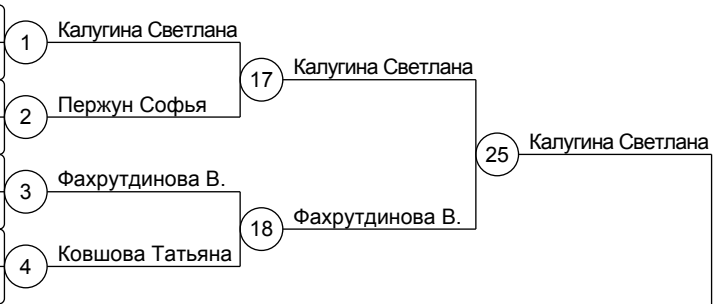 1 Калугина Светлана
17 Калугина Светлана
2 Пержун Софья
25 Калугина Светлана
3 Фахрутдинова В.
18 Фахрутдинова В.
4 Ковшова Татьяна